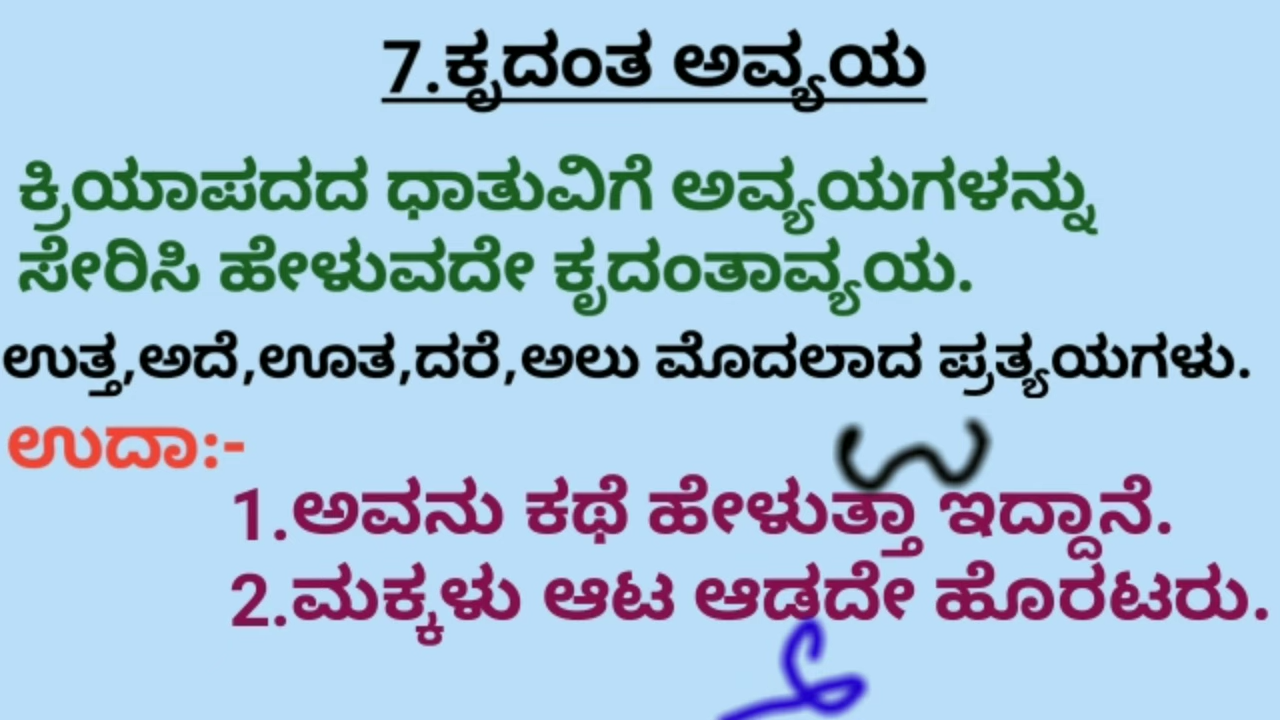 7.ಕೃದಂತ ಅವ್ಯಯ
ಕ್ರಿಯಾಪದದ ಧಾತುವಿಗೆ ಅವ್ಯಯಗಳನ್ನು
ಸೇರಿಸಿ ಹೇಳುವದೇ ಕೃದಂತಾವ್ಯಯ.
ಉತ್ತ,ಅದೆ,ಊತ,ದರೆ,ಅಲು ಮೊದಲಾದ ಪ್ರತ್ಯಯಗಳು.
ಉದಾ:-
1.ಅವನು ಕಥೆ ಹೇಳುತ್ತಾ ಇದ್ದಾನೆ.
2.ಮಕ್ಕಳು ಆಟ ಆಡದೇ ಹೊರಟರು.